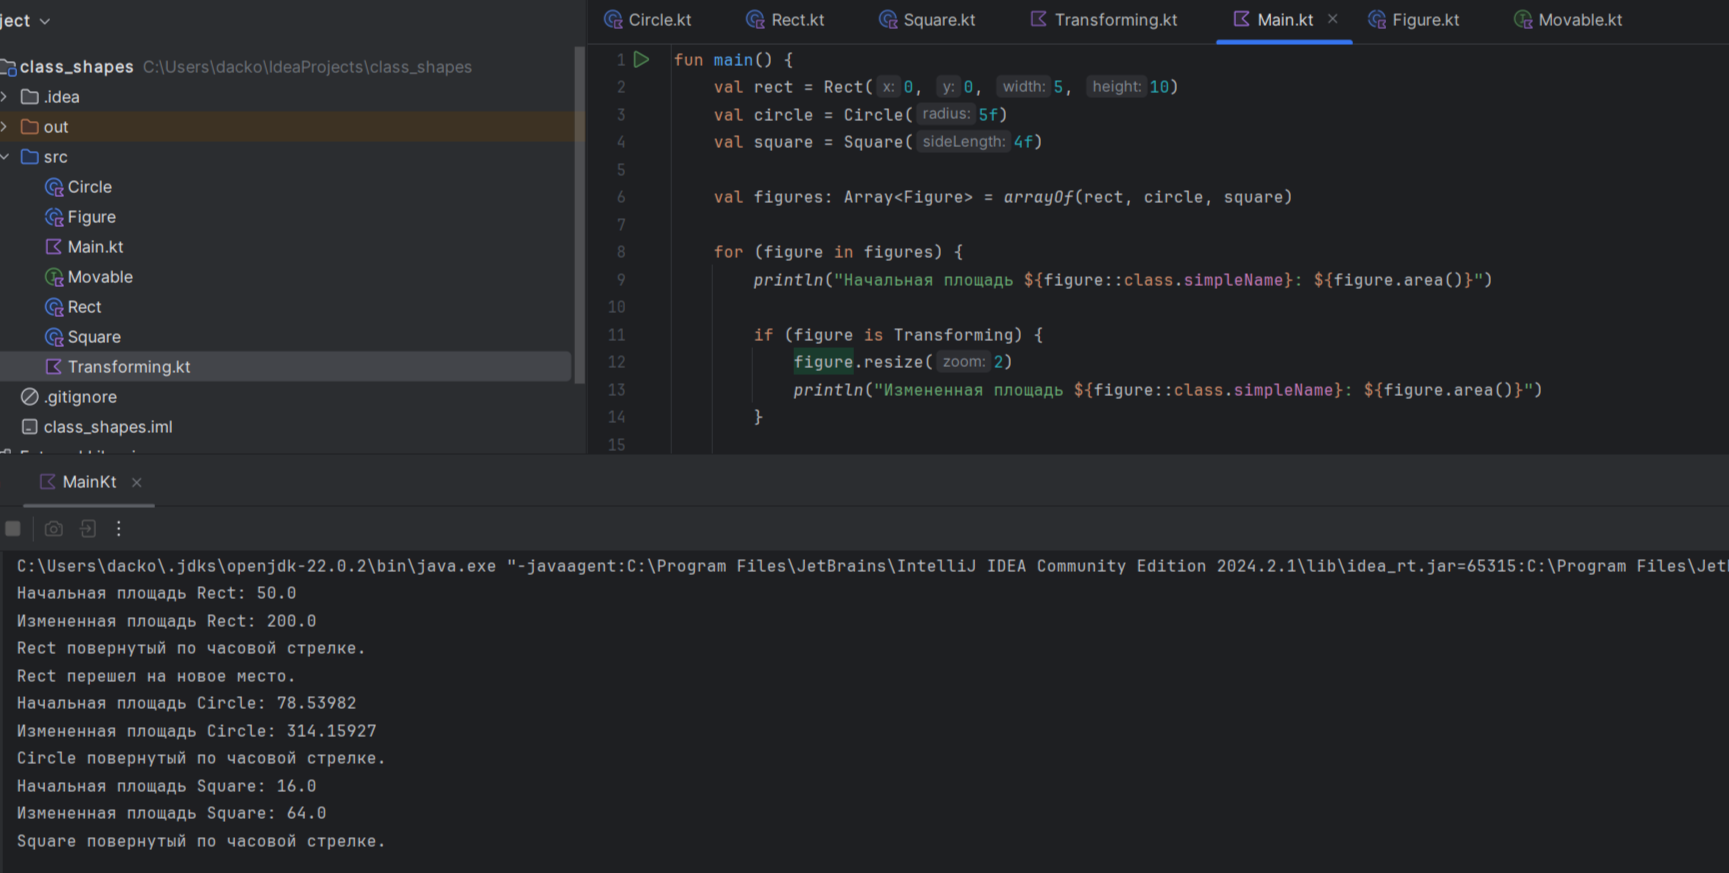 ject
class_shapes C:\Users\dacko\IdeaProjects\class_shapes
.idea
out
src
Circle
Figure
Main.kt
Movable
Rect
Square
Transforming.kt
.gitignore
class_shapes.iml
Circle.kt Rect.kt Square.kt Transforming.kt Main.kt Figure.kt Movable.kt
1 fun main() {
2 val rect = Rect( x: 0, y: 0, width: 5, height: 10)
3 val circle = Circle( radius: 5f)
4 val square = Square( sideLength: 4f)
5
6 val figures: Array<Figure> = arrayOf(rect, circle, square)
7
8 for (figure in figures) {
9 println("Начальная площадь ${figure::class.simpleName}: ${figure.area()}")
10
11 if (figure is Transforming) {
12 figure.resize( zoom: 2)
13 println("Измененная площадь ${figure::class.simpleName}: ${figure.area()}")
14 }
15
MainKt
C:\Users\dacko\.jdks\openjdk-22.0.2\bin\java.exe "-javaagent:C:\Program Files\JetBrains\IntelliJ IDEA Community Edition 2024.2.1\lib\idea_rt.jar=65315:C:\Program Files\Jet
Начальная площадь Rect: 50.0
Измененная площадь Rect: 200.0
Rect повернутый по часовой стрелке.
Rect перешел на новое место.
Начальная площадь Circle: 78.53982
Измененная площадь Circle: 314.15927
Circle повернутый по часовой стрелке.
Начальная площадь Square: 16.0
Измененная площадь Square: 64.0
Square повернутый по часовой стрелке.